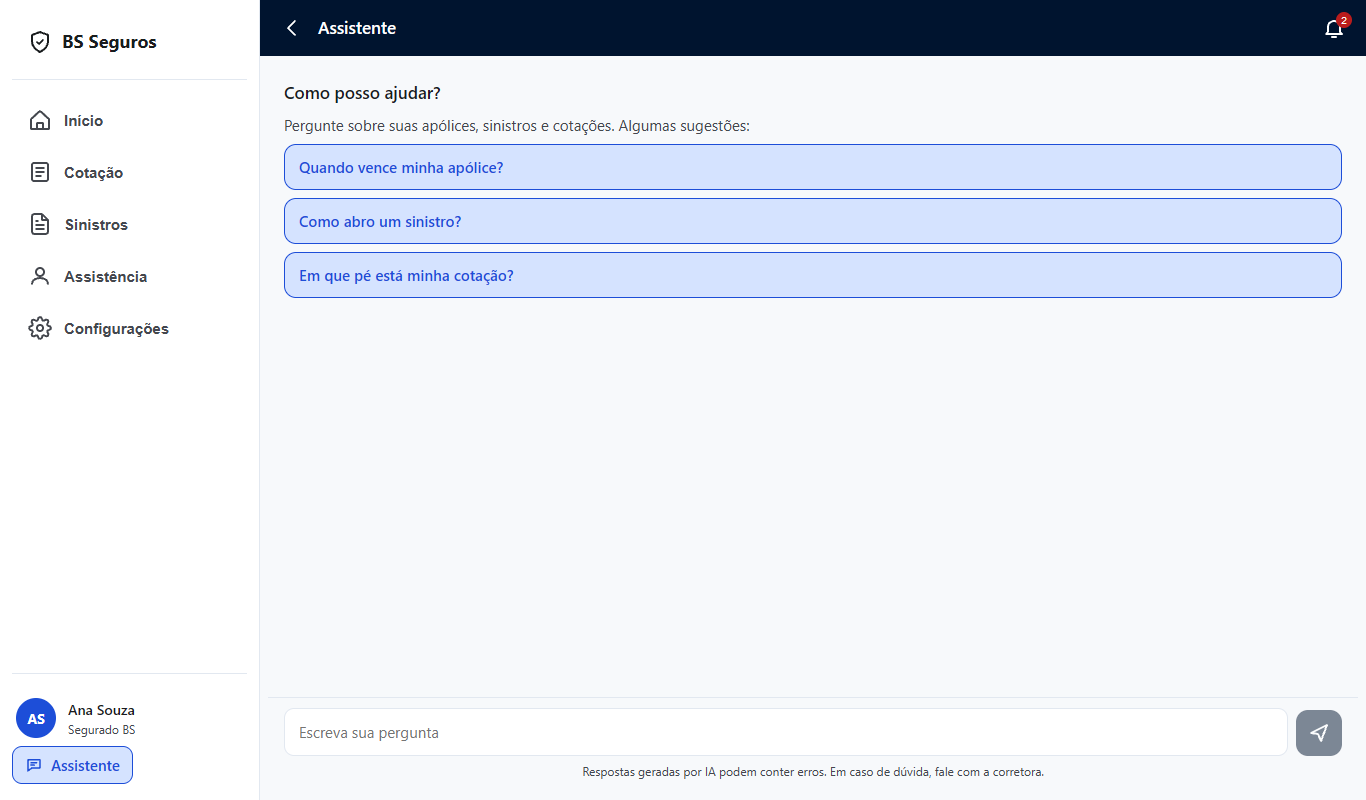 BS Seguros
Início
Cotação
Sinistros
Assistência
Configurações
AS
Ana Souza
Segurado BS
Assistente
Assistente
2
Como posso ajudar?
Pergunte sobre suas apólices, sinistros e cotações. Algumas sugestões:
Quando vence minha apólice?
Como abro um sinistro?
Em que pé está minha cotação?
Escreva sua pergunta
Respostas geradas por IA podem conter erros. Em caso de dúvida, fale com a corretora.